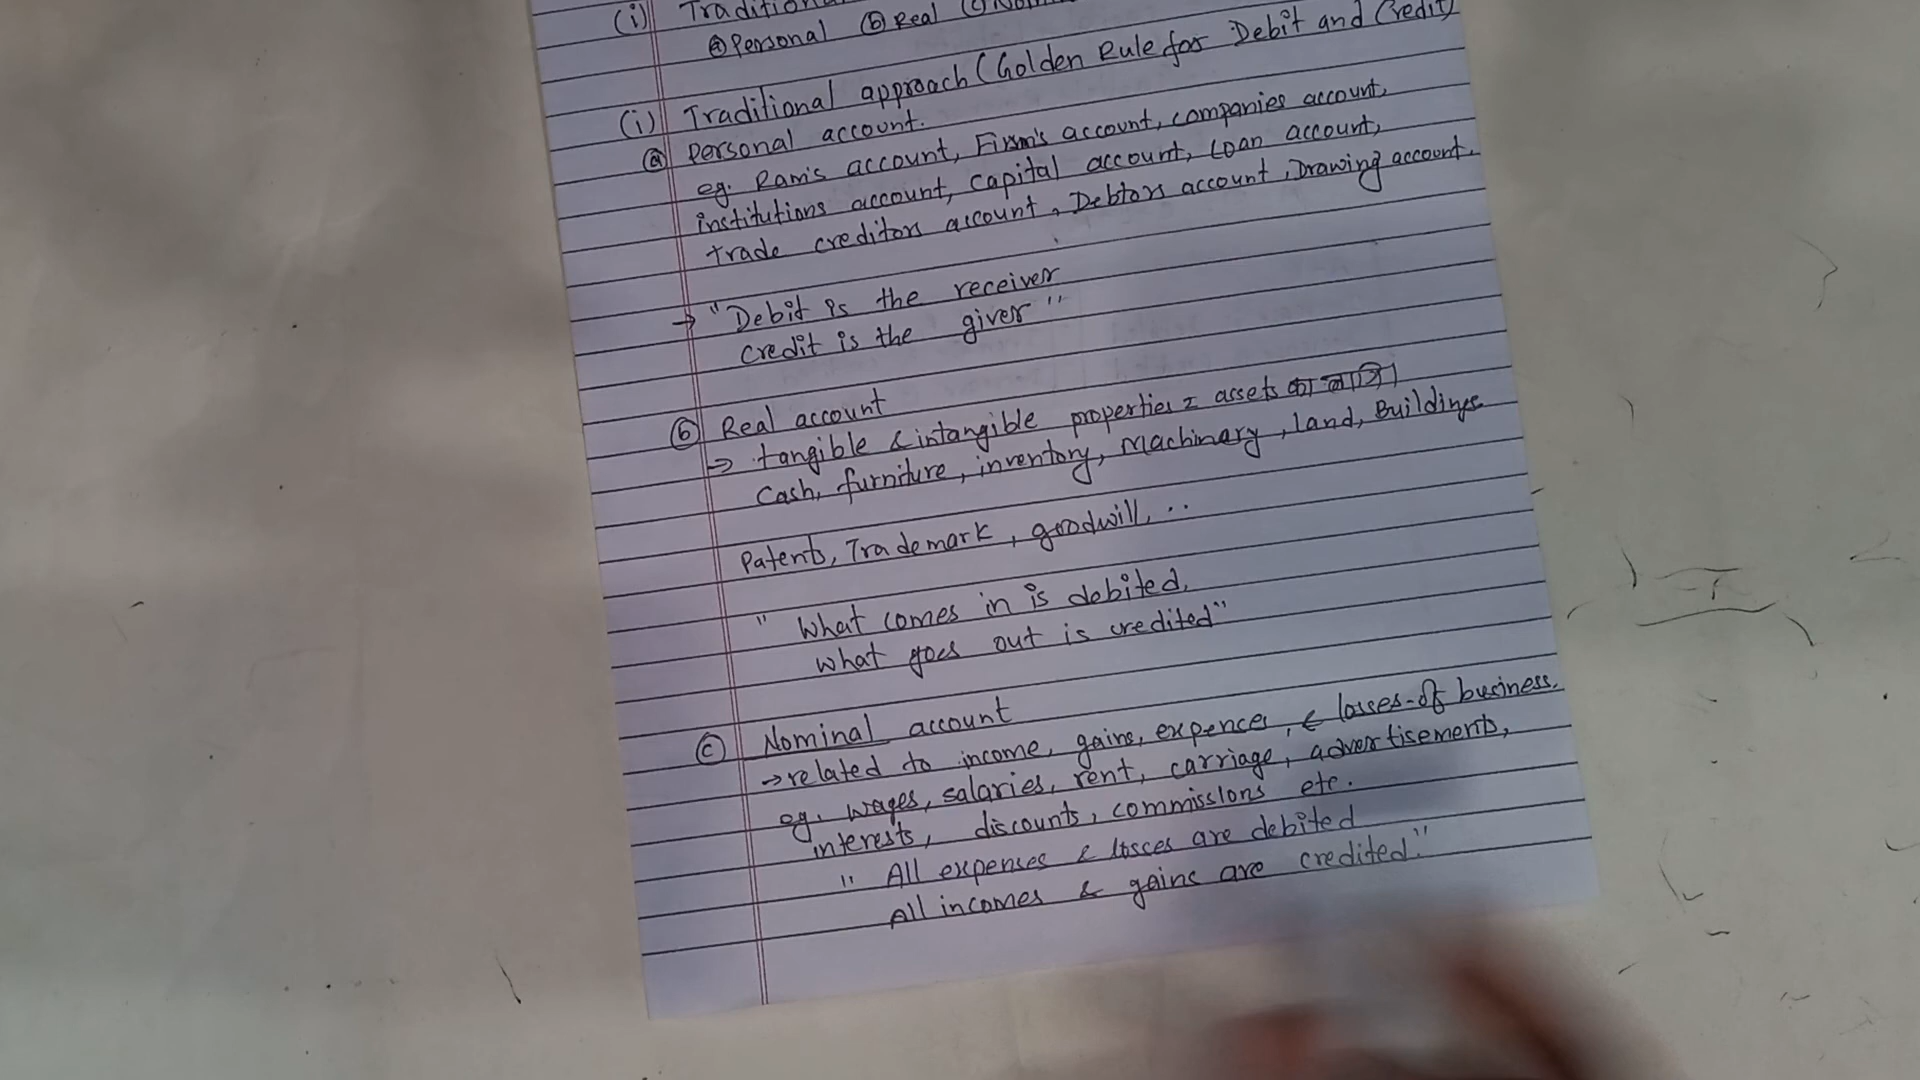 (i) Traditional
ⓐ Personal ⓑ Real ⓒ
(i) Traditional approach (Golden Rule for Debit and Credit)
ⓐ Personal account.
eg. Ram's account, Firm's account, companies account,
institutions account, capital account, Loan account,
trade creditors account, Debtors account, Drawing account.
→ "Debit is the receiver
credit is the giver"
ⓑ Real account
→ tangible & intangible properties = assets का
Cash, furniture, inventory, Machinary, land, Buildings
Patents, Trademark, goodwill, ..
" What comes in is debited,
what goes out is credited"
ⓒ Nominal account
→ related to income, gains, expences, & losses of business.
eg. wages, salaries, rent, carriage, advertisements,
interests, discounts, commissions etc.
" All expenses & losses are debited
All incomes & gains are credited."